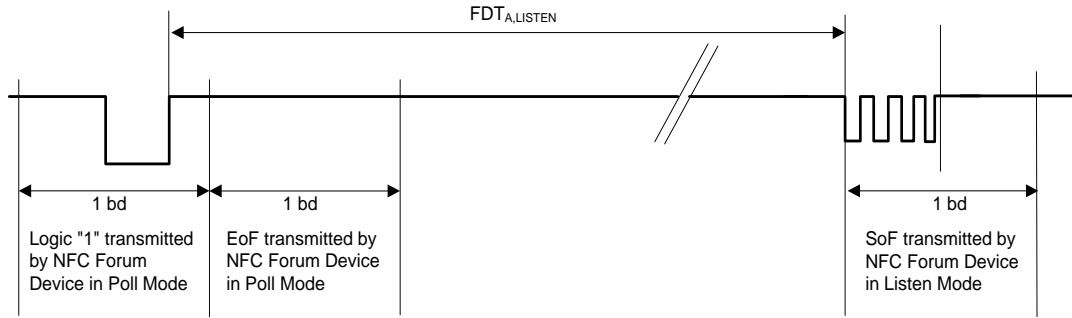 FDTA,LISTEN
1 bd
1 bd
1 bd
Logic "1" transmitted
by NFC Forum
Device in Poll Mode
EoF transmitted by
NFC Forum Device
in Poll Mode
SoF transmitted by
NFC Forum Device
in Listen Mode